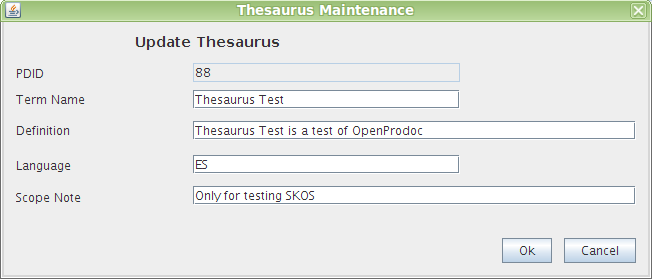 Thesaurus Maintenance
Update Thesaurus
PDID 88
Term Name Thesaurus Test
Definition Thesaurus Test is a test of OpenProdoc
Language ES
Scope Note Only for testing SKOS
Ok Cancel